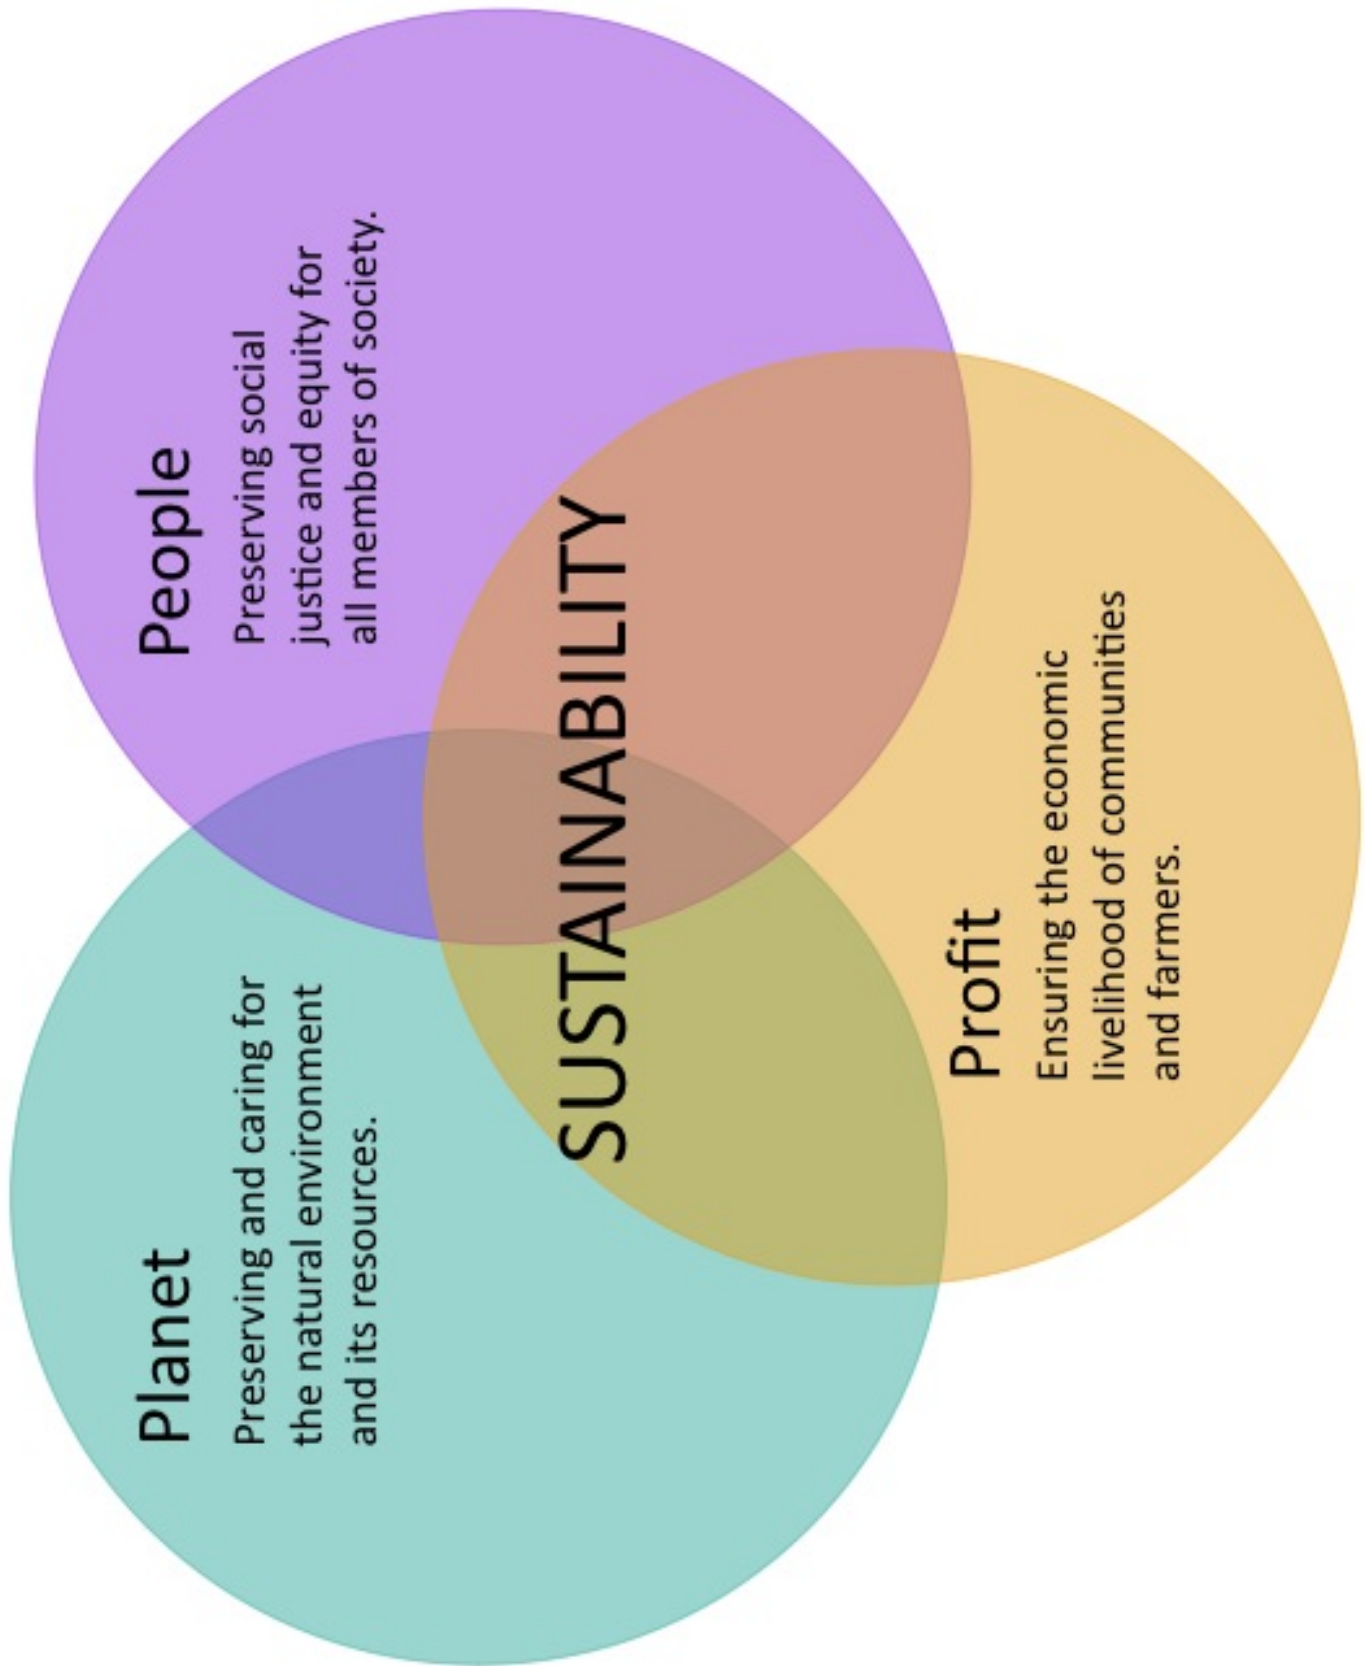 Planet
Preserving and caring for
the natural environment
and its resources.
People
Preserving social
justice and equity for
all members of society.
SUSTAINABILITY
Profit
Ensuring the economic
livelihood of communities
and farmers.